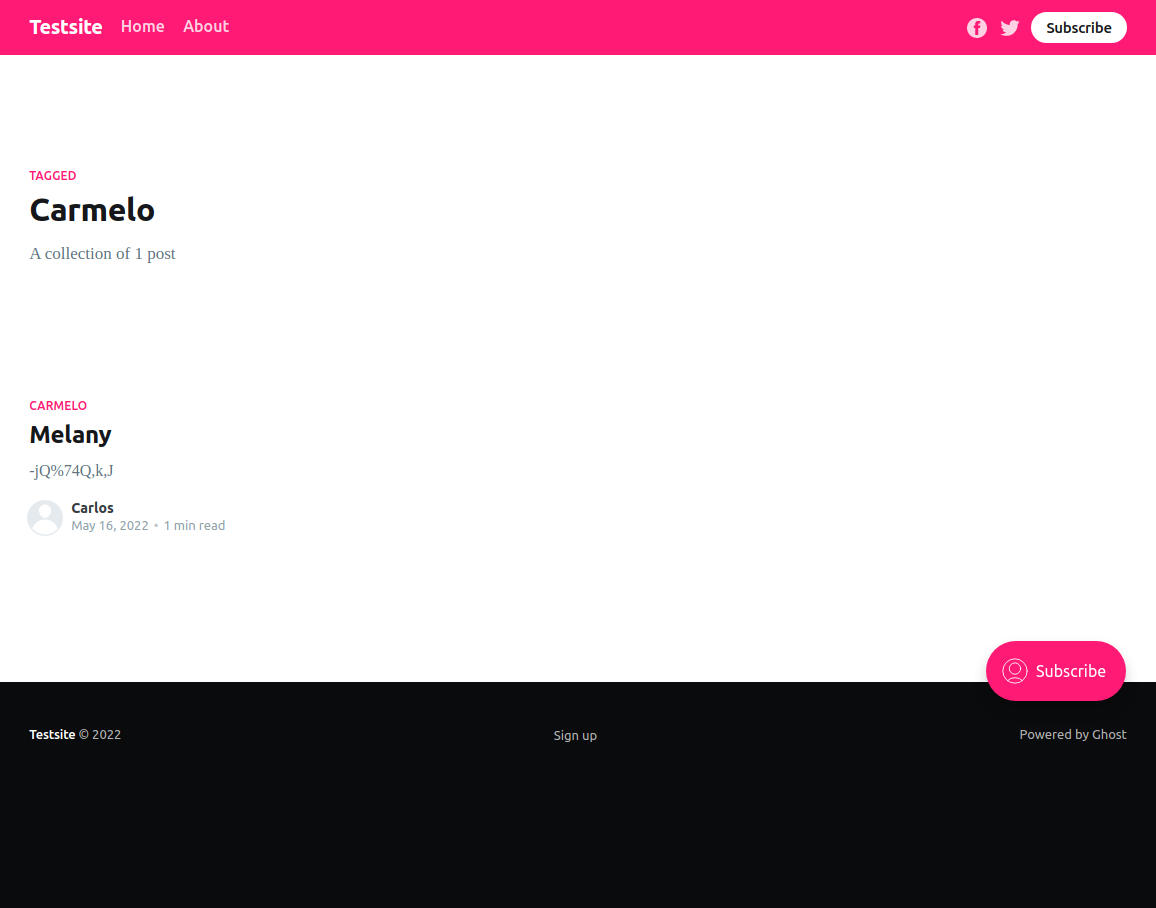 Testsite Home About Subscribe
TAGGED
Carmelo
A collection of 1 post
CARMELO
Melany
-jQ%74Q,k,J
Carlos
May 16, 2022 • 1 min read
Subscribe
Testsite © 2022 Sign up Powered by Ghost